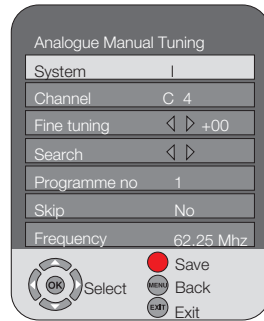 Analogue Manual Tuning
System I
Channel C 4
Fine tuning +00
Search
Programme no 1
Skip No
Frequency 62.25 Mhz
OK Select
Save
MENU Back
EXIT Exit